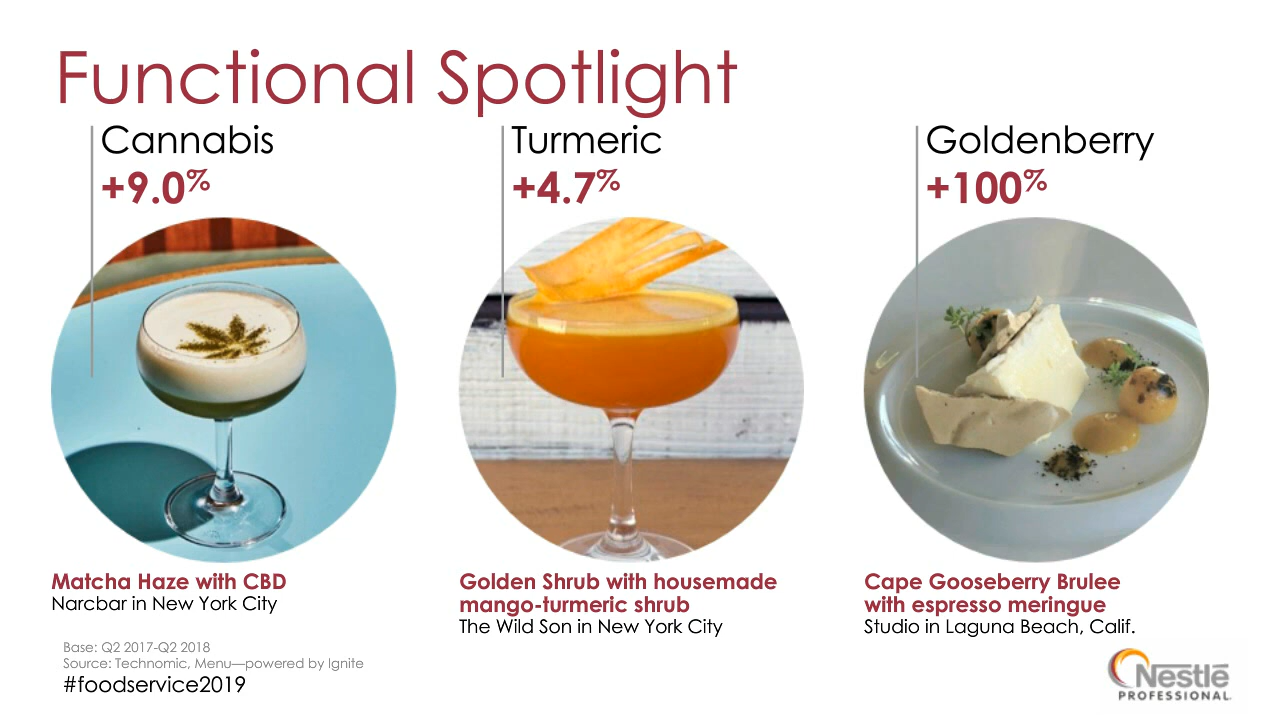 Functional Spotlight
Cannabis
+9.0%
Turmeric
+4.7%
Goldenberry
+100%
Matcha Haze with CBD
Narcbar in New York City
Golden Shrub with housemade
mango-turmeric shrub
The Wild Son in New York City
Cape Gooseberry Brulee
with espresso meringue
Studio in Laguna Beach, Calif.
Base: Q2 2017-Q2 2018
Source: Technomic, Menu—powered by Ignite
#foodservice2019
Nestlé
PROFESSIONAL